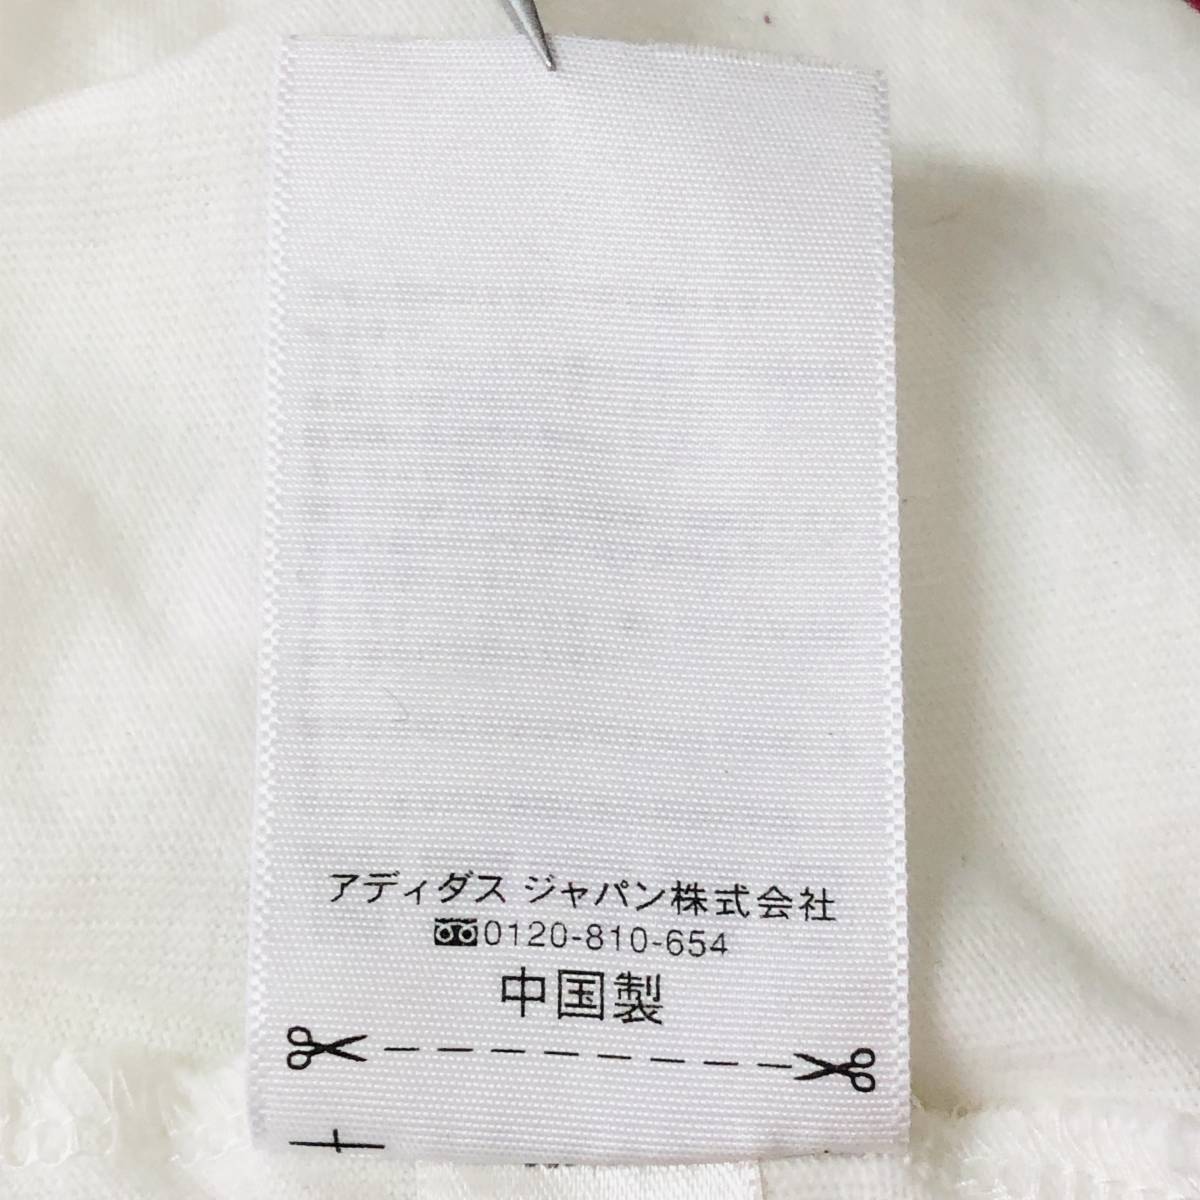 アディダス ジャパン株式会社
0120-810-654
中国製